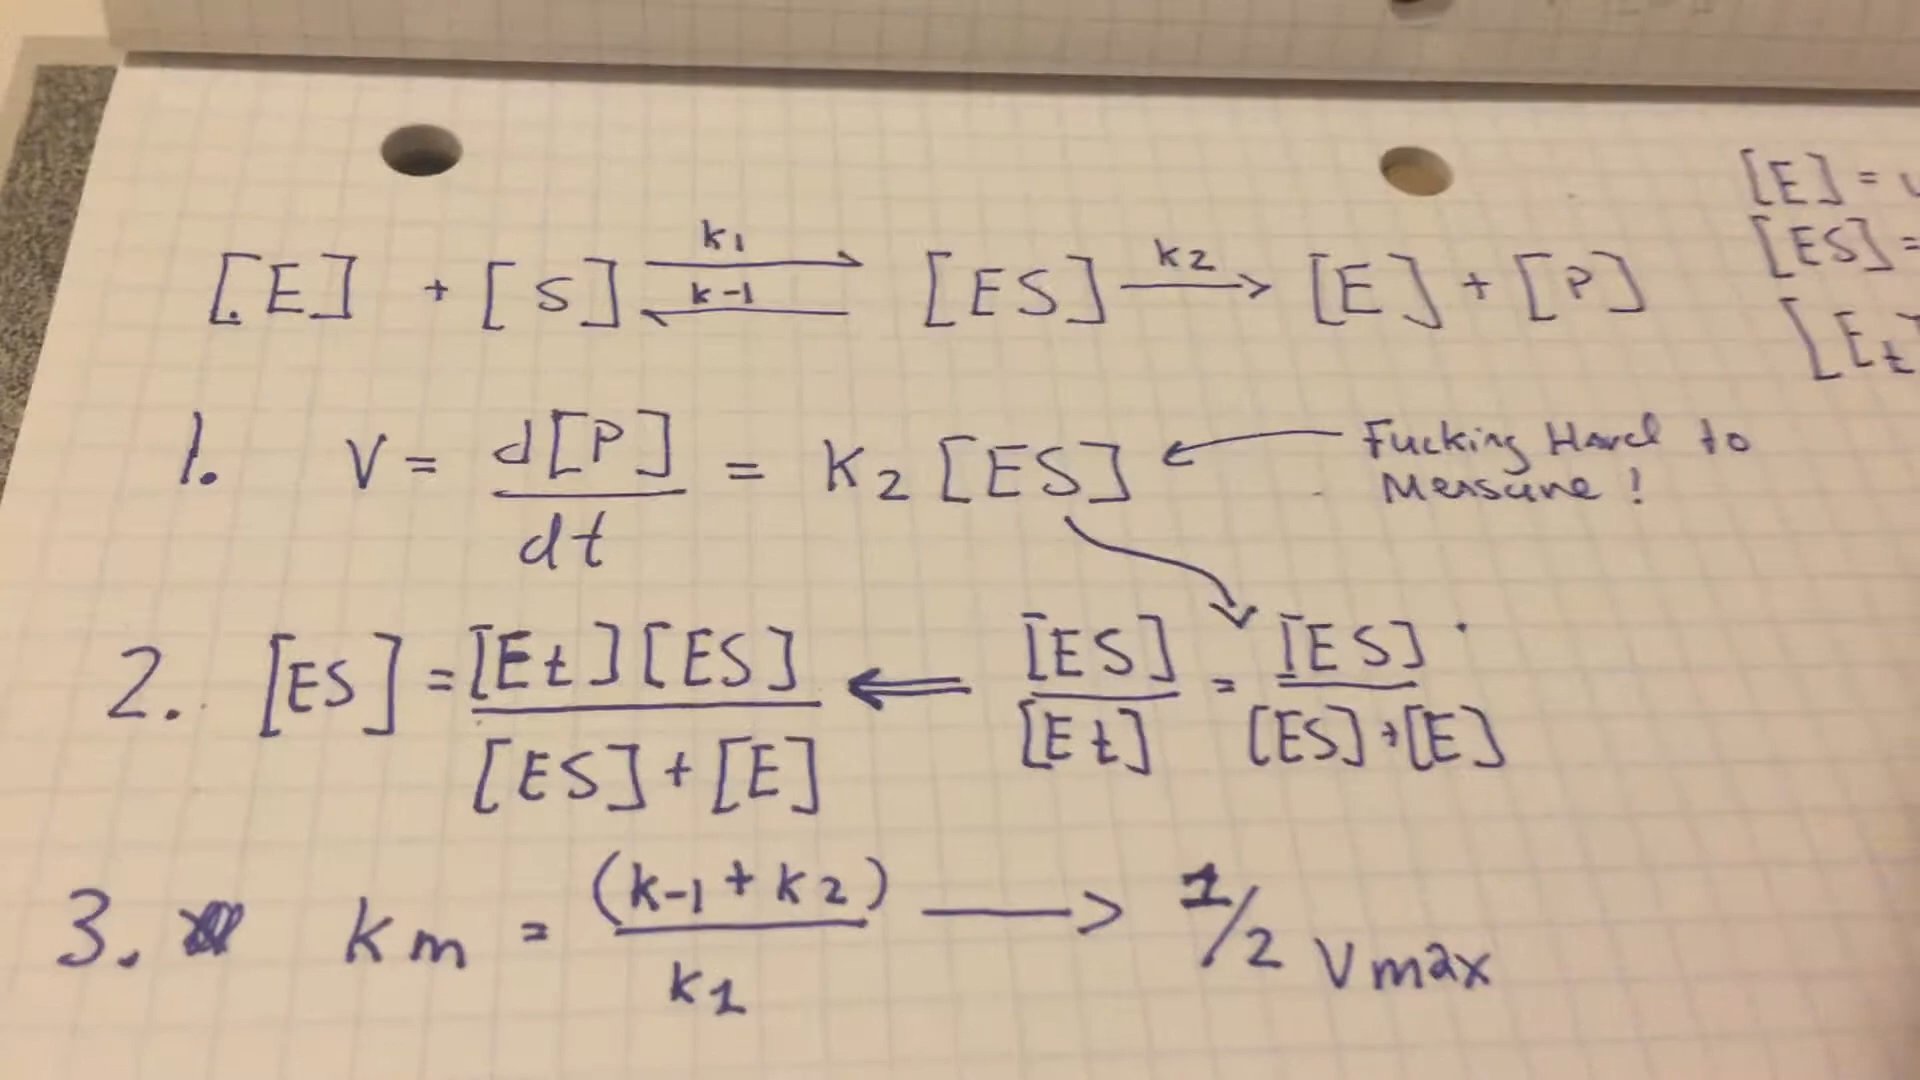 [E] + [S] k1 k-1 [ES] k2 [E] + [P]
[E] =
[ES] =
[Et
1. V = d[P]/dt = K2 [ES] Fucking Hard to
Measure!
2. [ES] = [Et][ES]/[ES]+[E] ⇐ [ES]/[Et] = [ES]/[ES]+[E]
3. Km = (k-1 + k2)/k1 → 1/2 Vmax